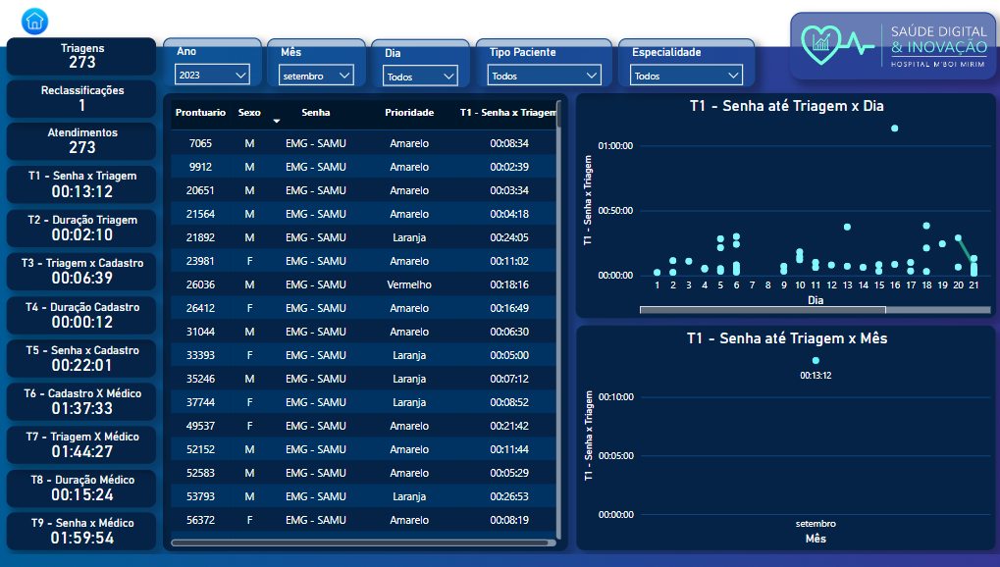 Triagens
273
Reclassificações
1
Atendimentos
273
T1 - Senha x Triagem
00:13:12
T2 - Duração Triagem
00:02:10
T3 - Triagem x Cadastro
00:06:39
T4 - Duração Cadastro
00:00:12
T5 - Senha x Cadastro
00:22:01
T6 - Cadastro X Médico
01:37:33
T7 - Triagem X Médico
01:44:27
T8 - Duração Médico
00:15:24
T9 - Senha x Médico
01:59:54
Ano
2023
Mês
setembro
Dia
Todos
Tipo Paciente
Todos
Especialidade
Todos
SAÚDE DIGITAL
& INOVAÇÃO
HOSPITAL M'BOI MIRIM
Prontuario Sexo Senha Prioridade T1 - Senha x Triagem
7065 M EMG - SAMU Amarelo 00:08:34
9912 M EMG - SAMU Amarelo 00:02:39
20651 M EMG - SAMU Amarelo 00:03:34
21564 M EMG - SAMU Amarelo 00:04:18
21892 M EMG - SAMU Laranja 00:24:05
23981 F EMG - SAMU Amarelo 00:11:02
26036 M EMG - SAMU Vermelho 00:18:16
26412 F EMG - SAMU Amarelo 00:16:49
31044 M EMG - SAMU Amarelo 00:06:30
33393 F EMG - SAMU Laranja 00:05:00
35246 M EMG - SAMU Laranja 00:07:12
37744 F EMG - SAMU Laranja 00:08:52
49537 F EMG - SAMU Amarelo 00:21:42
52152 M EMG - SAMU Amarelo 00:11:44
52583 M EMG - SAMU Amarelo 00:05:29
53793 M EMG - SAMU Laranja 00:26:53
56372 F EMG - SAMU Amarelo 00:08:19
T1 - Senha até Triagem x Dia
T1 - Senha x Triagem
01:00:00
00:50:00
00:00:00
1 2 3 4 5 6 7 8 9 10 11 12 13 14 15 16 17 18 19 20 21
Dia
T1 - Senha até Triagem x Mês
T1 - Senha x Triagem
00:13:12
00:10:00
00:05:00
00:00:00
setembro
Mês